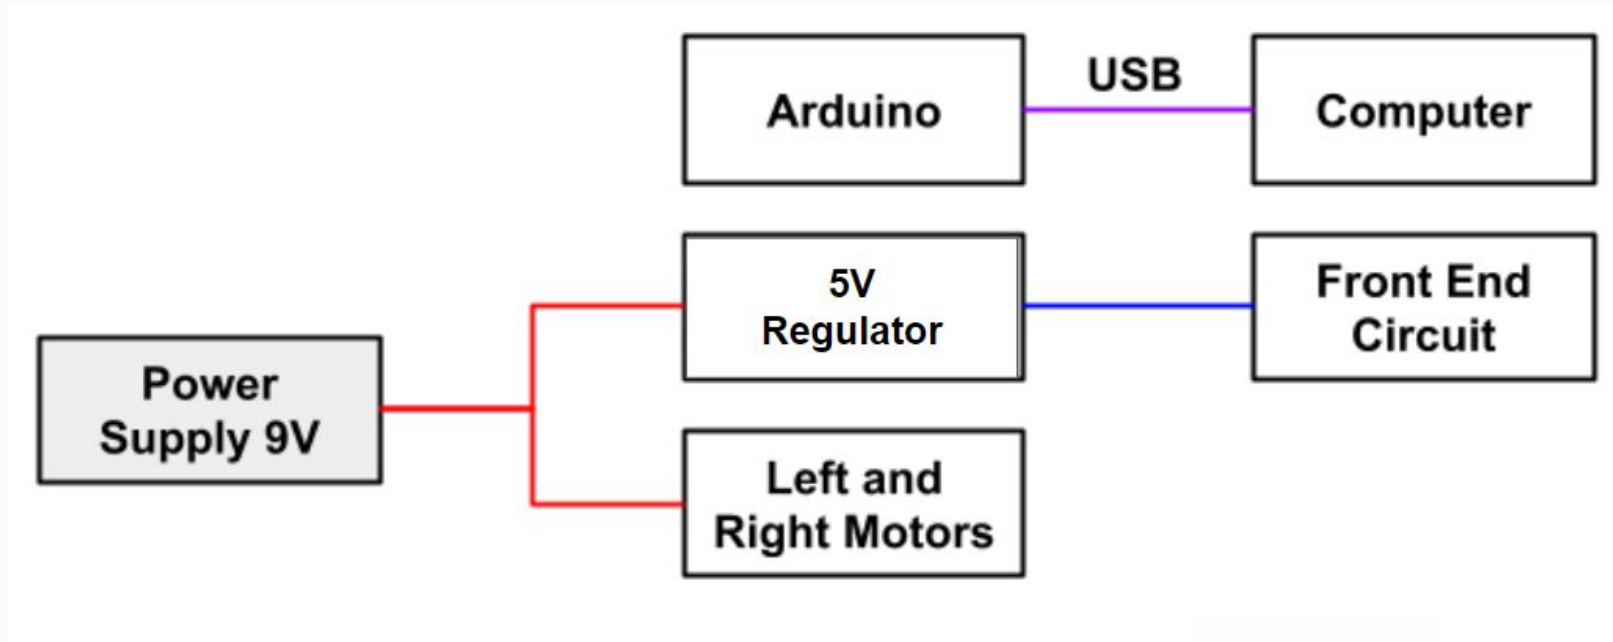 Arduino
USB
Computer
5V
Regulator
Front End
Circuit
Power
Supply 9V
Left and
Right Motors